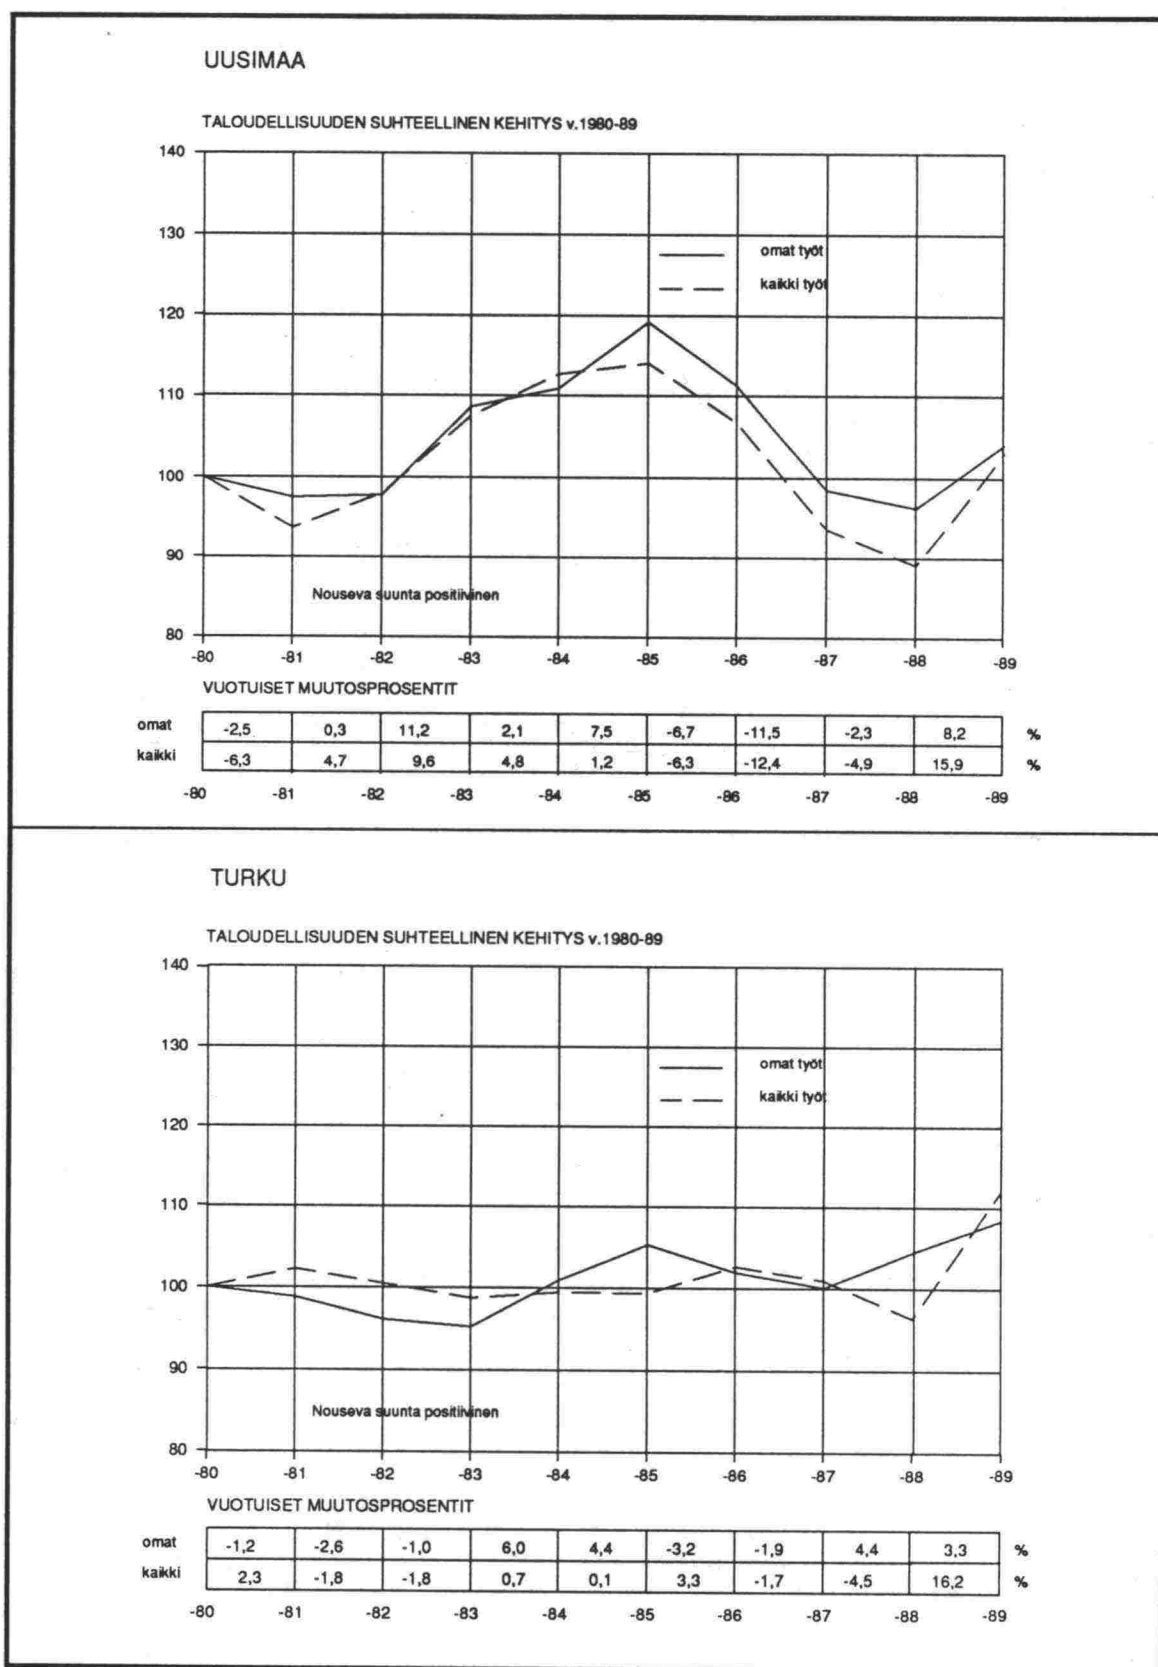 UUSIMAA
TALOUDELLISUUDEN SUHTEELLINEN KEHITYS v.1980-89
140
130
omat työt
kaikki työt
120
110
100
90
Nouseva suunta positiivinen
80
-80 -81 -82 -83 -84 -85 -86 -87 -88 -89
VUOTUISET MUUTOSPROSENTIT
omat -2,5 0,3 11,2 2,1 7,5 -6,7 -11,5 -2,3 8,2 %
kaikki -6,3 4,7 9,6 4,8 1,2 -6,3 -12,4 -4,9 15,9 %
-80 -81 -82 -83 -84 -85 -86 -87 -88 -89
TURKU
TALOUDELLISUUDEN SUHTEELLINEN KEHITYS v.1980-89
140
130
omat työt
kaikki työt
120
110
100
90
Nouseva suunta positiivinen
80
-80 -81 -82 -83 -84 -85 -86 -87 -88 -89
VUOTUISET MUUTOSPROSENTIT
omat -1,2 -2,6 -1,0 6,0 4,4 -3,2 -1,9 4,4 3,3 %
kaikki 2,3 -1,8 -1,8 0,7 0,1 3,3 -1,7 -4,5 16,2 %
-80 -81 -82 -83 -84 -85 -86 -87 -88 -89